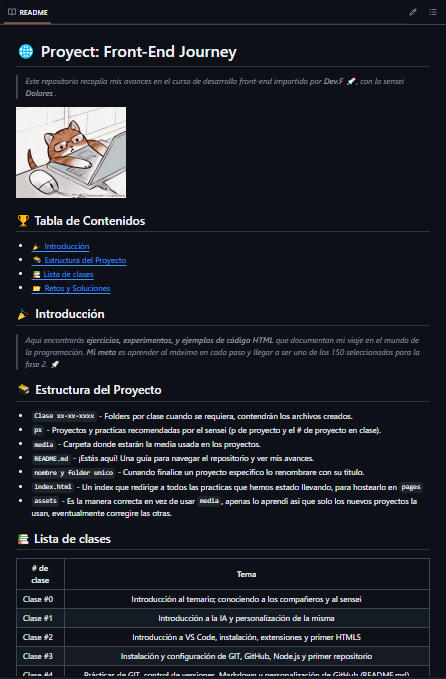 README
Proyect: Front-End Journey
Este repositorio recopila mis avances en el curso de desarrollo front-end impartido por Dev.F 🚀, con la sensei
Dolores .
Tabla de Contenidos
Introducción
Estructura del Proyecto
Lista de clases
Retos y Soluciones
Introducción
Aquí encontrarás ejercicios, experimentos, y ejemplos de código HTML que documentan mi viaje en el mundo de
la programación. Mi meta es aprender al máximo en cada paso y llegar a ser uno de los 150 seleccionados para la
fase 2. 🚀
Estructura del Proyecto
Clase xx-xx-xxxx - Folders por clase cuando se requiera, contendrán los archivos creados.
px - Proyectos y practicas recomendadas por el sensei (p de proyecto y el # de proyecto en clase).
media - Carpeta donde estarán la media usada en los proyectos.
README.md - ¡Estás aquí! Una guía para navegar el repositorio y ver mis avances.
nombre y folder unico - Cunando finalice un proyecto especifico lo renombrare con su titulo.
index.html - Un index que redirige a todos las practicas que hemos estado llevando, para hostearlo en pages
assets - Es la manera correcta en vez de usar media , apenas lo aprendi asi que solo los nuevos proyectos la
usan, eventualmente corregire las otras.
Lista de clases
# de
clase
Tema
Clase #0 Introducción al temario; conociendo a los compañeros y al sensei
Clase #1 Introducción a la IA y personalización de la misma
Clase #2 Introducción a VS Code, instalación, extensiones y primer HTML5
Clase #3 Instalación y configuración de GIT, GitHub, Node.js y primer repositorio
Clase #4 Prácticas de GIT, control de versiones, Markdown y personalización de GitHub (README.md)